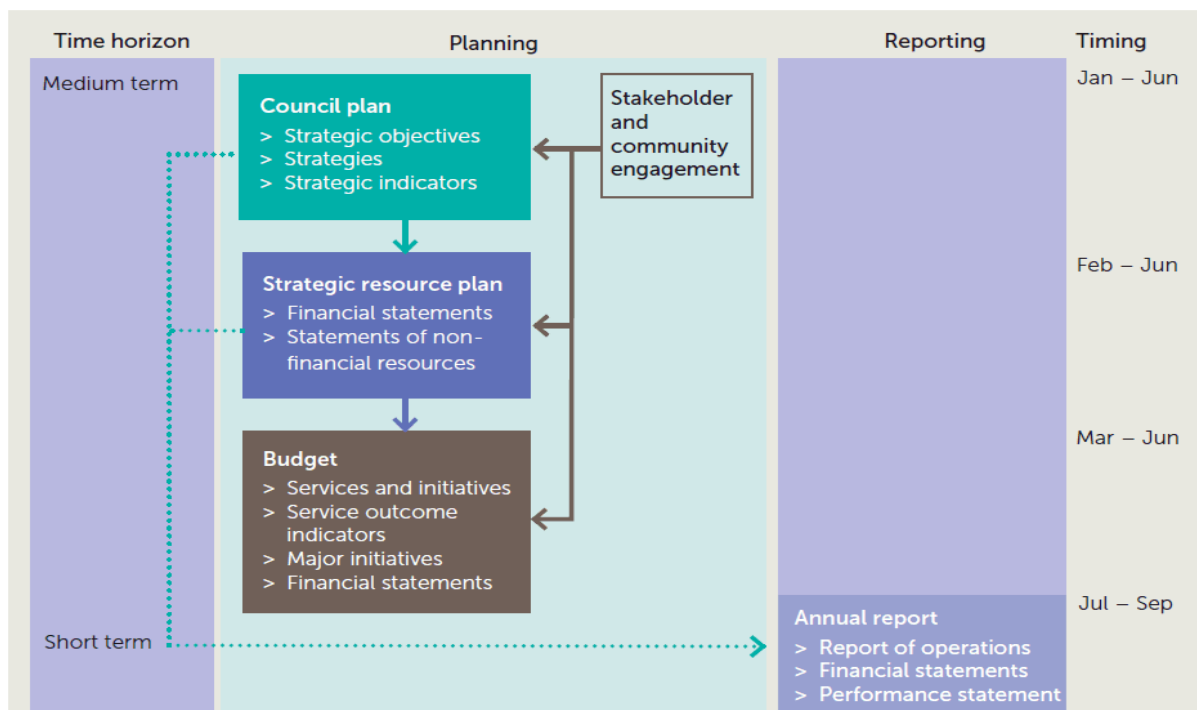 Time horizon
Planning
Reporting
Timing
Medium term
Jan – Jun
Council plan
> Strategic objectives
> Strategies
> Strategic indicators
Stakeholder
and
community
engagement
Feb – Jun
Strategic resource plan
> Financial statements
> Statements of non-
financial resources
Mar – Jun
Budget
> Services and initiatives
> Service outcome
indicators
> Major initiatives
> Financial statements
Jul – Sep
Short term
Annual report
> Report of operations
> Financial statements
> Performance statement